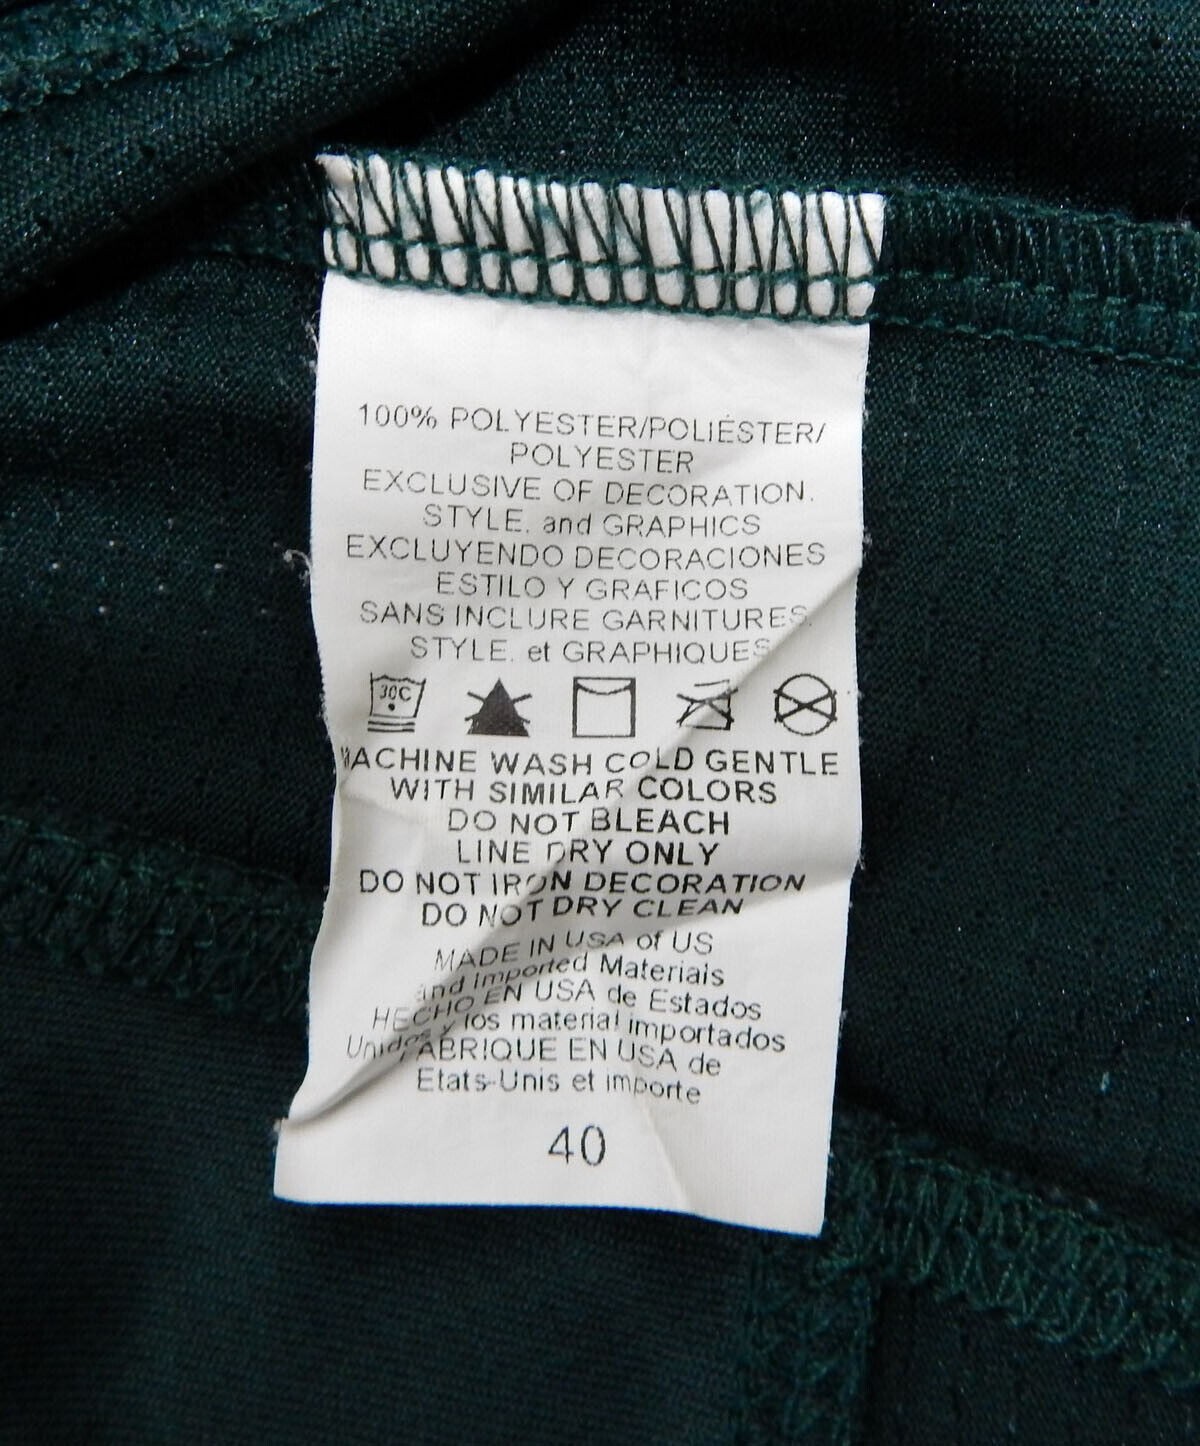 100% POLYESTER/POLIÉSTER/
POLYESTER
EXCLUSIVE OF DECORATION.
STYLE. and GRAPHICS
EXCLUYENDO DECORACIONES
ESTILO Y GRAFICOS
SANS INCLURE GARNITURES.
STYLE. et GRAPHIQUES
30C
MACHINE WASH COLD GENTLE
WITH SIMILAR COLORS
DO NOT BLEACH
LINE DRY ONLY
DO NOT IRON DECORATION
DO NOT DRY CLEAN
MADE IN USA of US
and Imported Materiais
HECHO EN USA de Estados
Unidos y los material importados
FABRIQUE EN USA de
Etats-Unis et importe
40